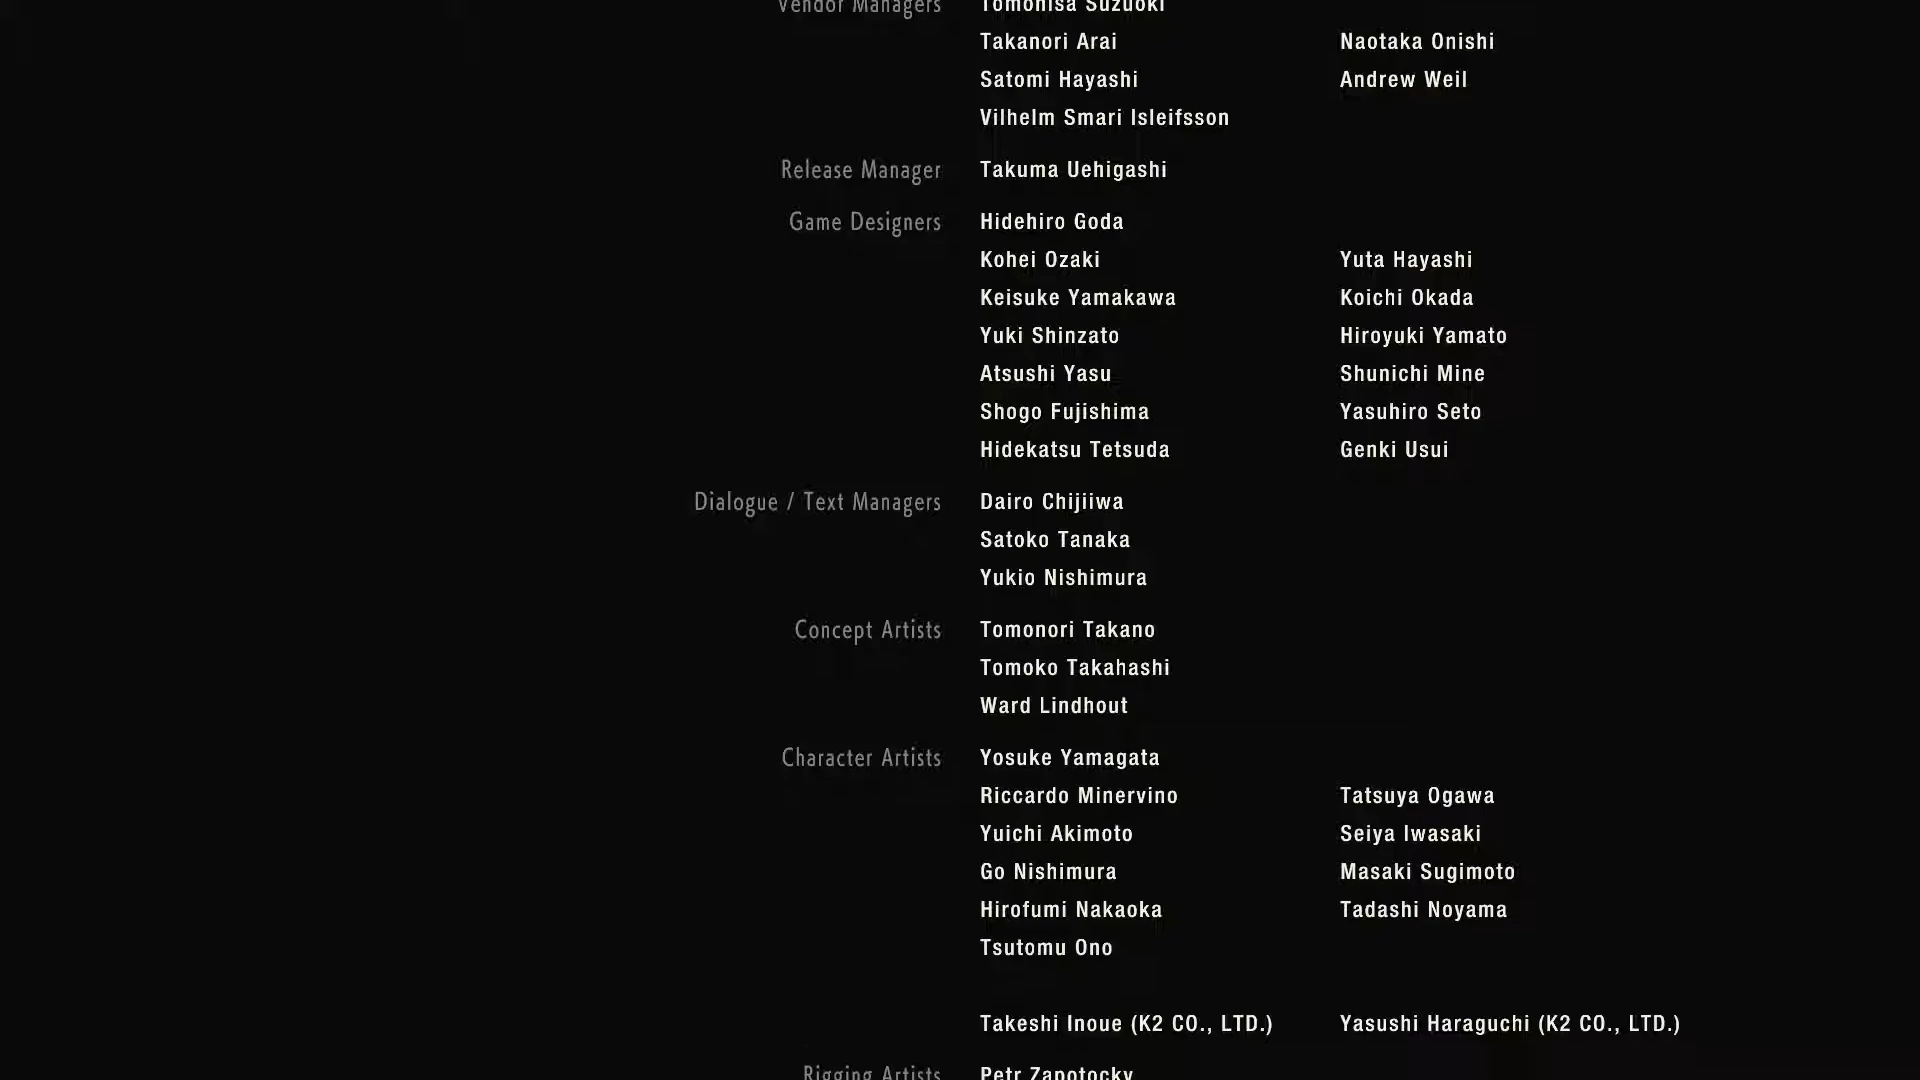 Vendor Managers Tomohisa Suzuoki
Takanori Arai Naotaka Onishi
Satomi Hayashi Andrew Weil
Vilhelm Smari Isleifsson
Release Manager Takuma Uehigashi
Game Designers Hidehiro Goda
Kohei Ozaki Yuta Hayashi
Keisuke Yamakawa Koichi Okada
Yuki Shinzato Hiroyuki Yamato
Atsushi Yasu Shunichi Mine
Shogo Fujishima Yasuhiro Seto
Hidekatsu Tetsuda Genki Usui
Dialogue / Text Managers Dairo Chijiiwa
Satoko Tanaka
Yukio Nishimura
Concept Artists Tomonori Takano
Tomoko Takahashi
Ward Lindhout
Character Artists Yosuke Yamagata
Riccardo Minervino Tatsuya Ogawa
Yuichi Akimoto Seiya Iwasaki
Go Nishimura Masaki Sugimoto
Hirofumi Nakaoka Tadashi Noyama
Tsutomu Ono
Takeshi Inoue (K2 CO., LTD.) Yasushi Haraguchi (K2 CO., LTD.)
Rigging Artists Petr Zapotocky